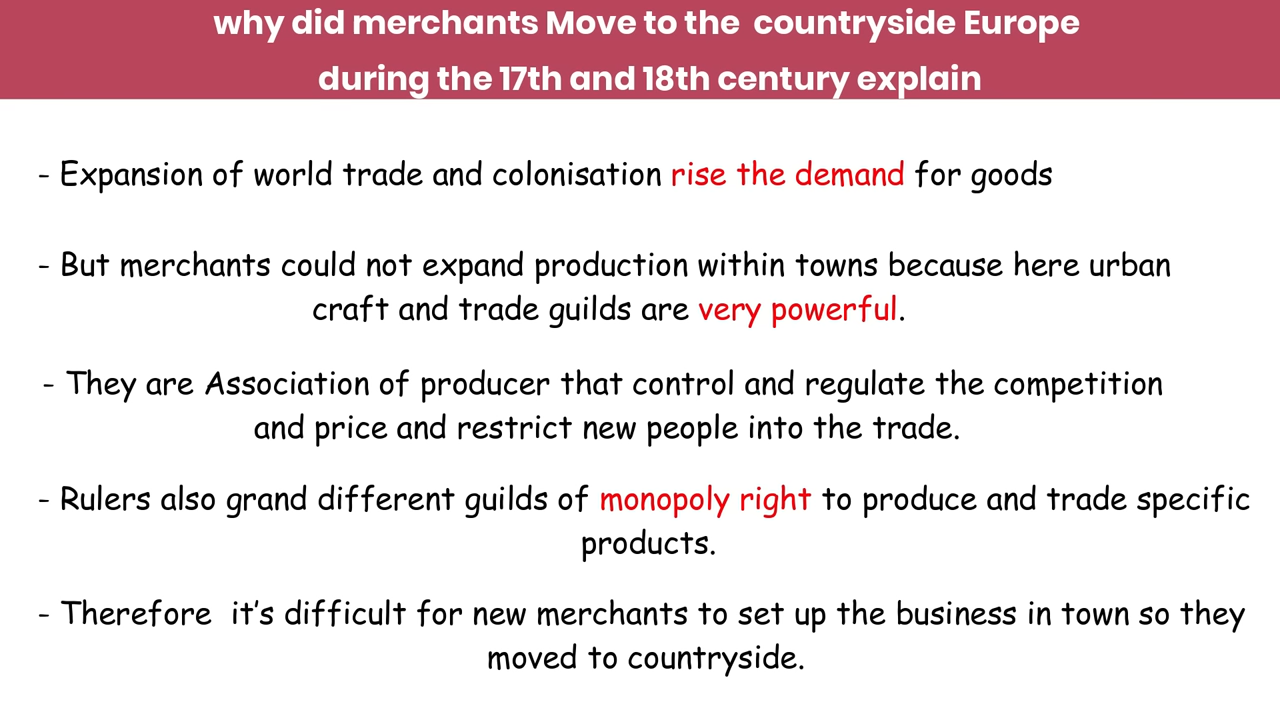 why did merchants Move to the countryside Europe
during the 17th and 18th century explain
- Expansion of world trade and colonisation rise the demand for goods
- But merchants could not expand production within towns because here urban
craft and trade guilds are very powerful.
- They are Association of producer that control and regulate the competition
and price and restrict new people into the trade.
- Rulers also grand different guilds of monopoly right to produce and trade specific
products.
- Therefore it's difficult for new merchants to set up the business in town so they
moved to countryside.